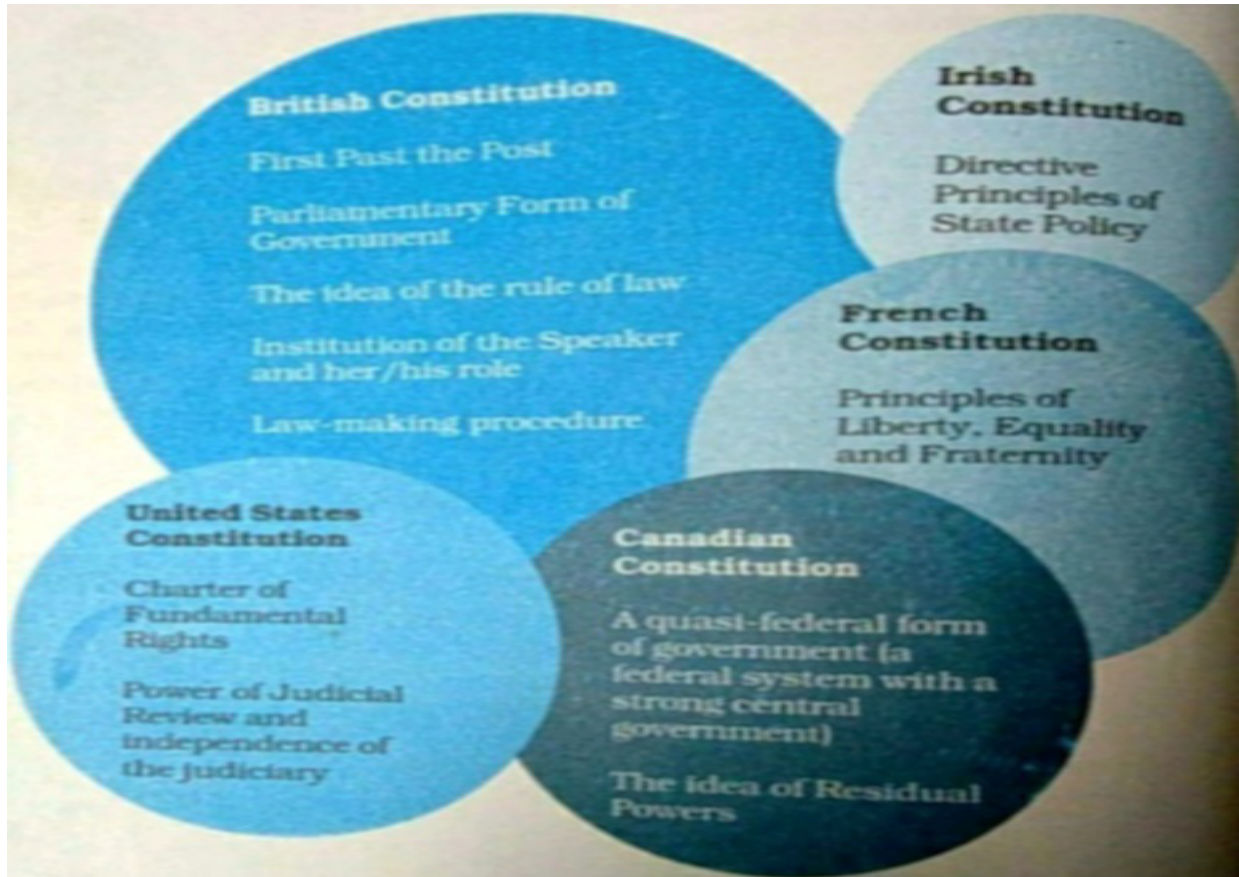 British Constitution
First Past the Post
Parliamentary Form of
Government
The idea of the rule of law
Institution of the Speaker
and her/his role
Law-making procedure
Irish
Constitution
Directive
Principles of
State Policy
French
Constitution
Principles of
Liberty, Equality
and Fraternity
United States
Constitution
Charter of
Fundamental
Rights
Power of Judicial
Review and
independence of
the judiciary
Canadian
Constitution
A quasi-federal form
of government (a
federal system with a
strong central
government)
The idea of Residual
Powers